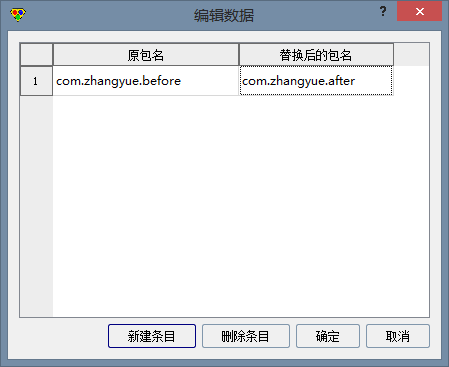 编辑数据
?
原包名 替换后的包名
1 com.zhangyue.before com.zhangyue.after
新建条目 删除条目 确定 取消